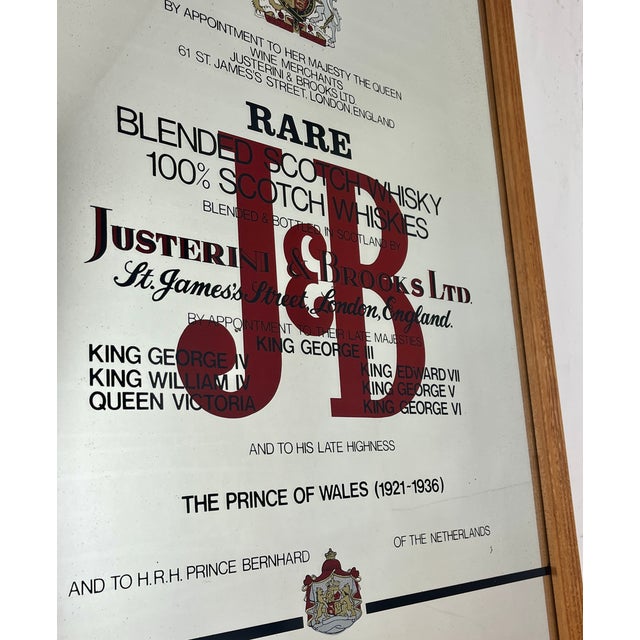 BY APPOINTMENT TO HER MAJESTY THE QUEEN
WINE MERCHANTS
JUSTERINI & BROOKS LTD.
61 ST. JAMES'S STREET, LONDON, ENGLAND
RARE
BLENDED SCOTCH WHISKY
100% SCOTCH WHISKIES
BLENDED & BOTTLED IN SCOTLAND BY
J&B
JUSTERINI & BROOKS LTD.
St. James's Street, London, England.
BY APPOINTMENT TO THEIR LATE MAJESTIES
KING GEORGE III
KING GEORGE IV KING EDWARD VII
KING WILLIAM IV KING GEORGE V
QUEEN VICTORIA KING GEORGE VI
AND TO HIS LATE HIGHNESS
THE PRINCE OF WALES (1921-1936)
AND TO H.R.H. PRINCE BERNHARD OF THE NETHERLANDS